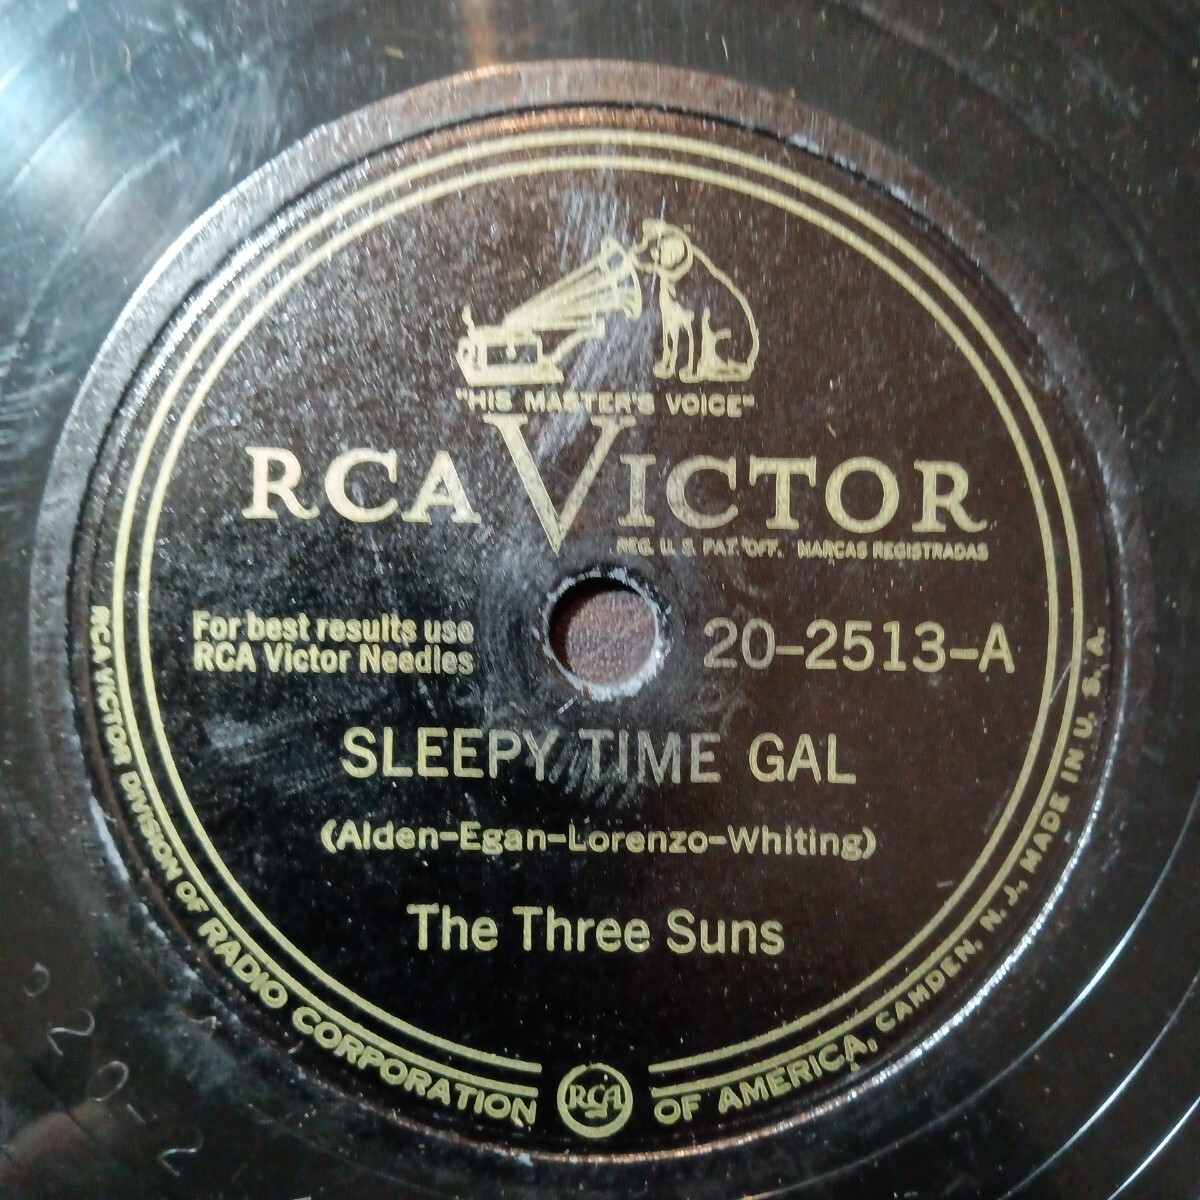 "HIS MASTER'S VOICE"
RCA VICTOR
REG. U. S. PAT. OFF. MARCAS REGISTRADAS
For best results use
RCA Victor Needles
20-2513-A
SLEEPY TIME GAL
(Alden-Egan-Lorenzo-Whiting)
The Three Suns
RCA VICTOR DIVISION OF RADIO CORPORATION OF AMERICA, CAMDEN, N. J., MADE IN U. S. A.
RCA